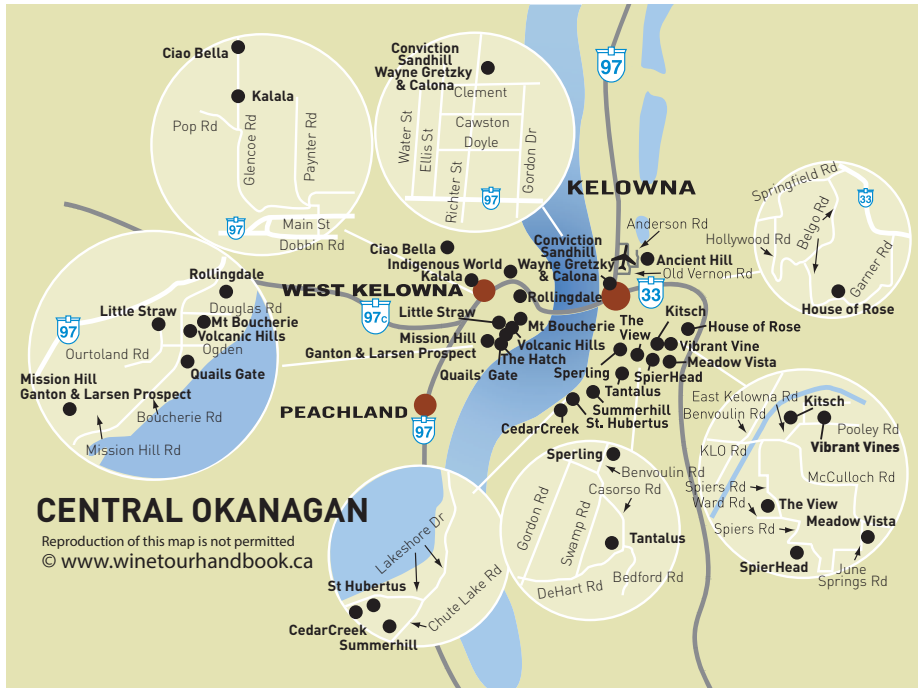 Ciao Bella
Kalala
Pop Rd
Glencoe Rd
Paynter Rd
97
Main St
Dobbin Rd
Conviction
Sandhill
Wayne Gretzky
& Calona
Clement
Cawston
Doyle
Water St
Ellis St
Richter St
Gordon Dr
97
97
KELOWNA
Anderson Rd
Ancient Hill
Old Vernon Rd
Springfield Rd
33
Hollywood Rd
Belgo Rd
Garner Rd
House of Rose
Ciao Bella
Indigenous World
Kalala
Conviction
Sandhill
Wayne Gretzky
& Calona
WEST KELOWNA
Rollingdale
33
97c
Little Straw
Mission Hill
Ganton & Larsen Prospect
Mt Boucherie
Volcanic Hills
The Hatch
Quails' Gate
The
View
Kitsch
House of Rose
Vibrant Vine
Meadow Vista
SpierHead
Sperling
Tantalus
Summerhill
St. Hubertus
CedarCreek
PEACHLAND
97
Rollingdale
Douglas Rd
Little Straw
Mt Boucherie
Volcanic Hills
97
Ourtoland Rd
Ogden
Quails Gate
Mission Hill
Ganton & Larsen Prospect
Boucherie Rd
Mission Hill Rd
East Kelowna Rd
Kitsch
Benvoulin Rd
Pooley Rd
Vibrant Vines
KLO Rd
McCulloch Rd
Spiers Rd
Ward Rd
The View
Meadow Vista
Spiers Rd
SpierHead
June
Springs Rd
Sperling
Benvoulin Rd
Casorso Rd
Gordon Rd
Swamp Rd
Tantalus
DeHart Rd
Bedford Rd
Lakeshore Dr
St Hubertus
Chute Lake Rd
CedarCreek
Summerhill
CENTRAL OKANAGAN
Reproduction of this map is not permitted
© www.winetourhandbook.ca